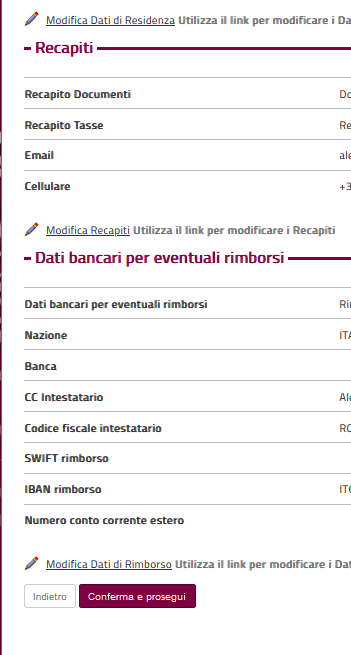 Modifica Dati di Residenza Utilizza il link per modificare i Da
Recapiti
Recapito Documenti Do
Recapito Tasse Re
Email ale
Cellulare +3
Modifica Recapiti Utilizza il link per modificare i Recapiti
Dati bancari per eventuali rimborsi
Dati bancari per eventuali rimborsi Rim
Nazione ITA
Banca
CC Intestatario Ale
Codice fiscale intestatario RO
SWIFT rimborso
IBAN rimborso IT6
Numero conto corrente estero
Modifica Dati di Rimborso Utilizza il link per modificare i Dat
Indietro Conferma e prosegui